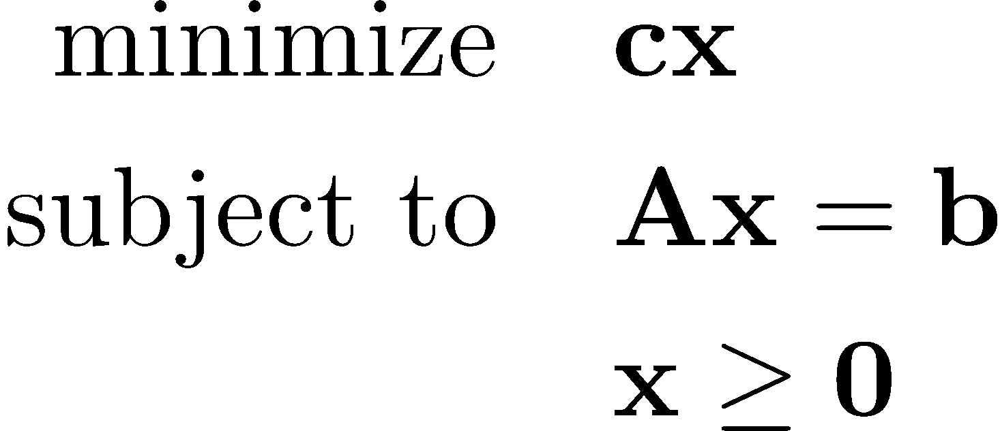 minimize cx
subject to Ax = b
x ≥ 0